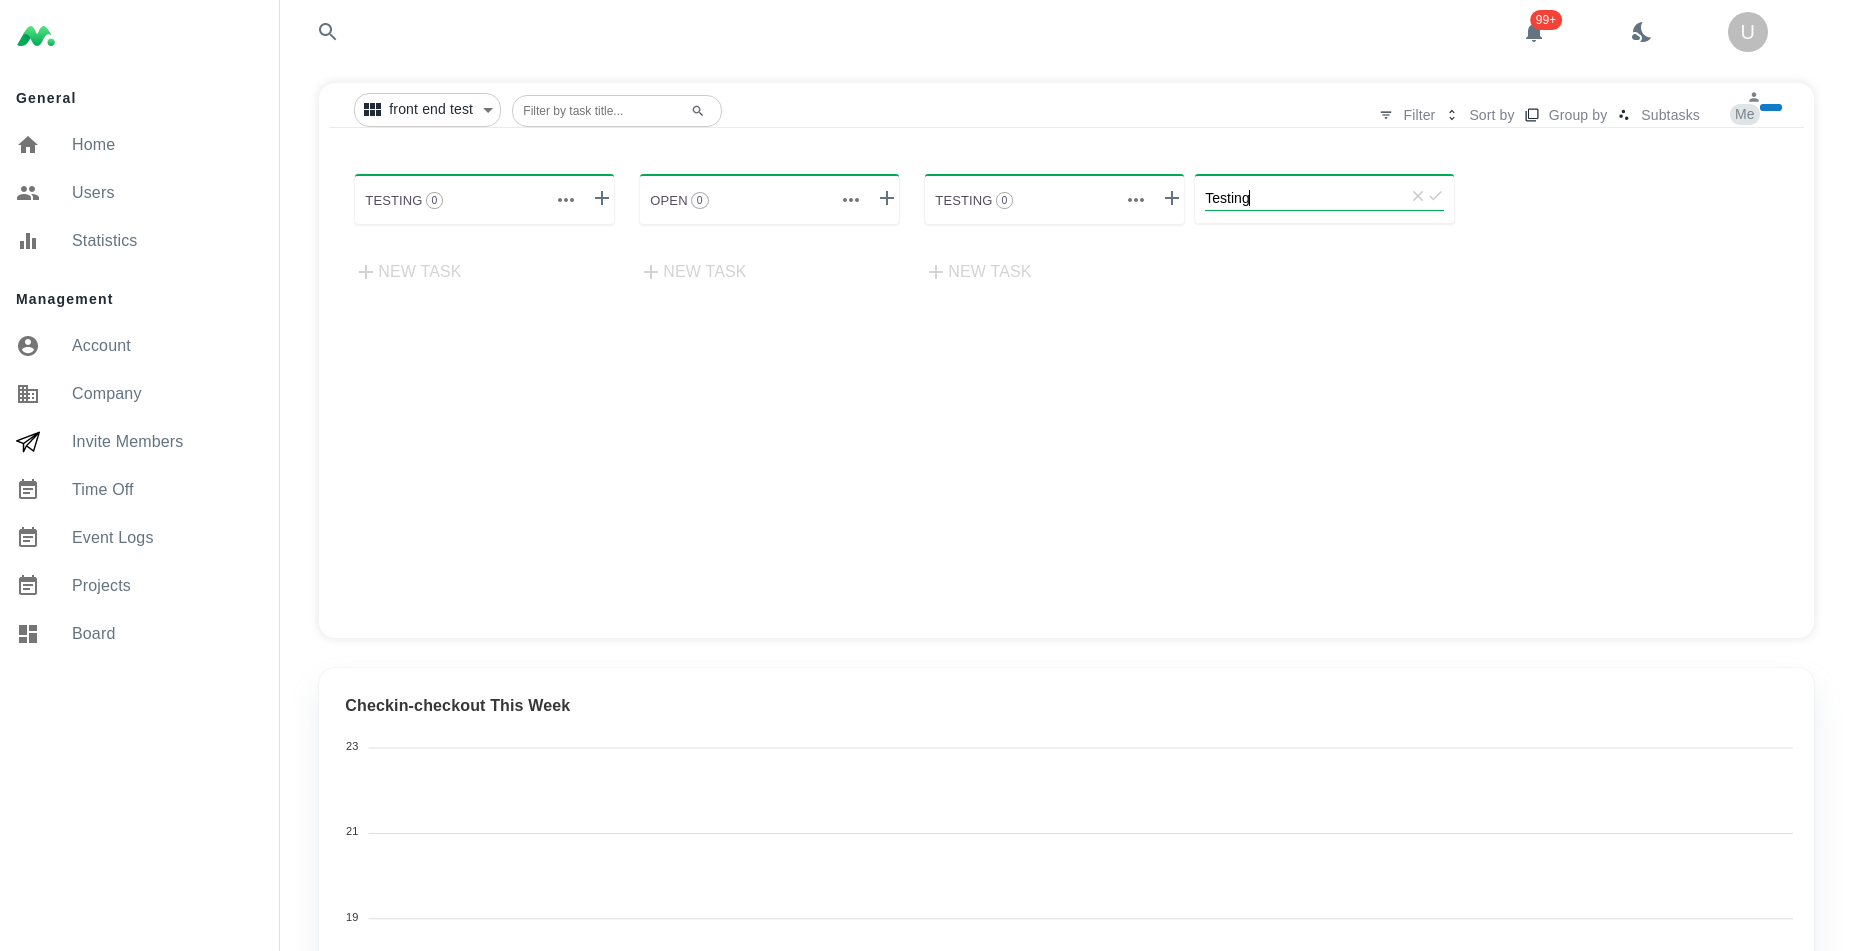 General
Home
Users
Statistics
Management
Account
Company
Invite Members
Time Off
Event Logs
Projects
Board
99+
U
front end test
Filter by task title...
Filter
Sort by
Group by
Subtasks
Me
TESTING 0
OPEN 0
TESTING 0
Testing
NEW TASK
NEW TASK
NEW TASK
Checkin-checkout This Week
23
21
19